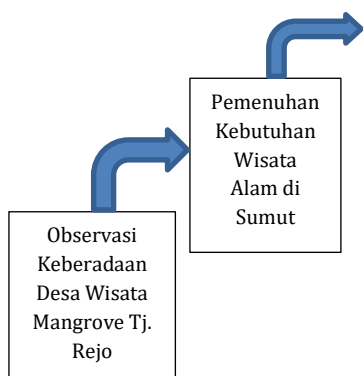 Pemenuhan
Kebutuhan
Wisata
Alam di
Sumut
Observasi
Keberadaan
Desa Wisata
Mangrove Tj.
Rejo